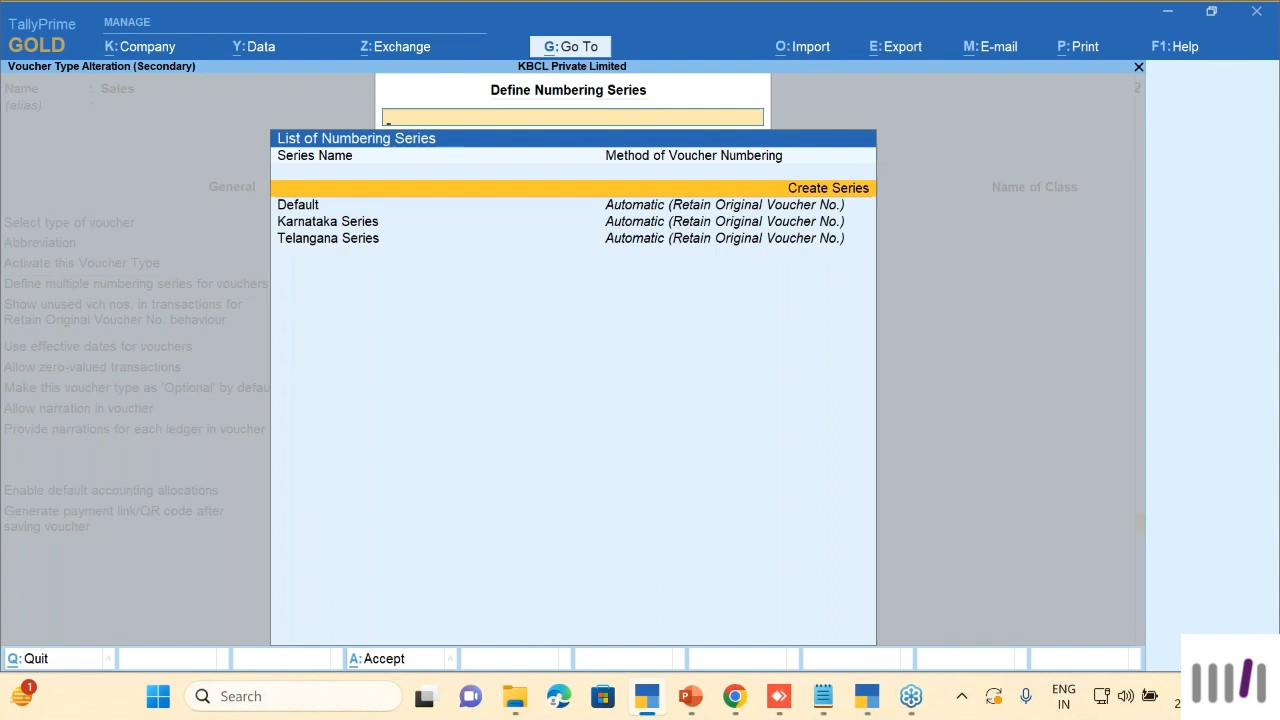 TallyPrime
MANAGE
GOLD
K:Company
Y:Data
Z:Exchange
G:Go To
O:Import
E:Export
M:E-mail
P:Print
F1:Help
Voucher Type Alteration (Secondary)
KBCL Private Limited
Name : Sales
(alias) :
Define Numbering Series
2
List of Numbering Series
Series Name Method of Voucher Numbering
Create Series
Default Automatic (Retain Original Voucher No.)
Karnataka Series Automatic (Retain Original Voucher No.)
Telangana Series Automatic (Retain Original Voucher No.)
General
Name of Class
Select type of voucher
Abbreviation
Activate this Voucher Type
Define multiple numbering series for vouchers
Show unused vch nos. in transactions for
Retain Original Voucher No. behaviour
Use effective dates for vouchers
Allow zero-valued transactions
Make this voucher type as 'Optional' by defau
Allow narration in voucher
Provide narrations for each ledger in voucher
Enable default accounting allocations
Generate payment link/QR code after
saving voucher
Q:Quit
A:Accept
1
Search
ENG
IN
2